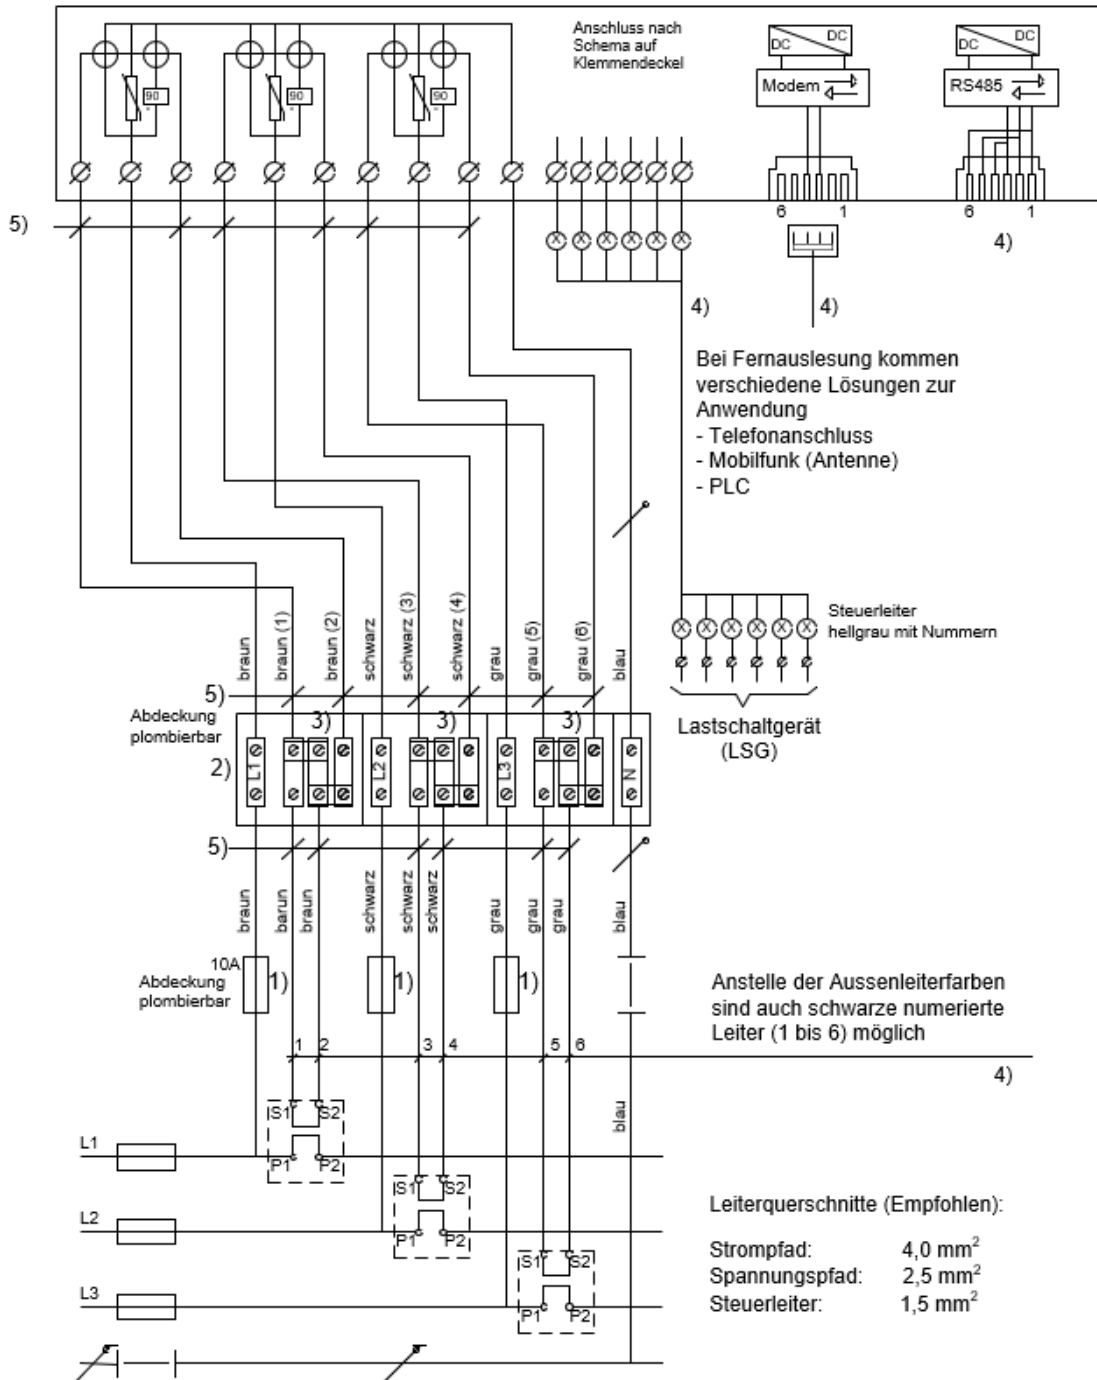 Anschluss nach
Schema auf
Klemmendeckel
DC DC
DC DC
Modem
RS485
90
90
90
6 1
6 1
5)
4)
4)
4)
Bei Fernauslesung kommen
verschiedene Lösungen zur
Anwendung
- Telefonanschluss
- Mobilfunk (Antenne)
- PLC
braun
braun (1)
braun (2)
schwarz
schwarz (3)
schwarz (4)
grau
grau (5)
grau (6)
blau
Steuerleiter
hellgrau mit Nummern
5)
Abdeckung
plombierbar
3)
3)
3)
Lastschaltgerät
(LSG)
2)
L1
L2
L3
N
5)
braun
barun
braun
schwarz
schwarz
schwarz
grau
grau
grau
blau
10A
Abdeckung
plombierbar
1)
1)
1)
Anstelle der Aussenleiterfarben
sind auch schwarze numerierte
Leiter (1 bis 6) möglich
1 2 3 4 5 6
4)
blau
S1 S2
L1
P1 P2
S1 S2
L2
P1 P2
S1 S2
L3
P1 P2
Leiterquerschnitte (Empfohlen):
Strompfad: 4,0 mm²
Spannungspfad: 2,5 mm²
Steuerleiter: 1,5 mm²